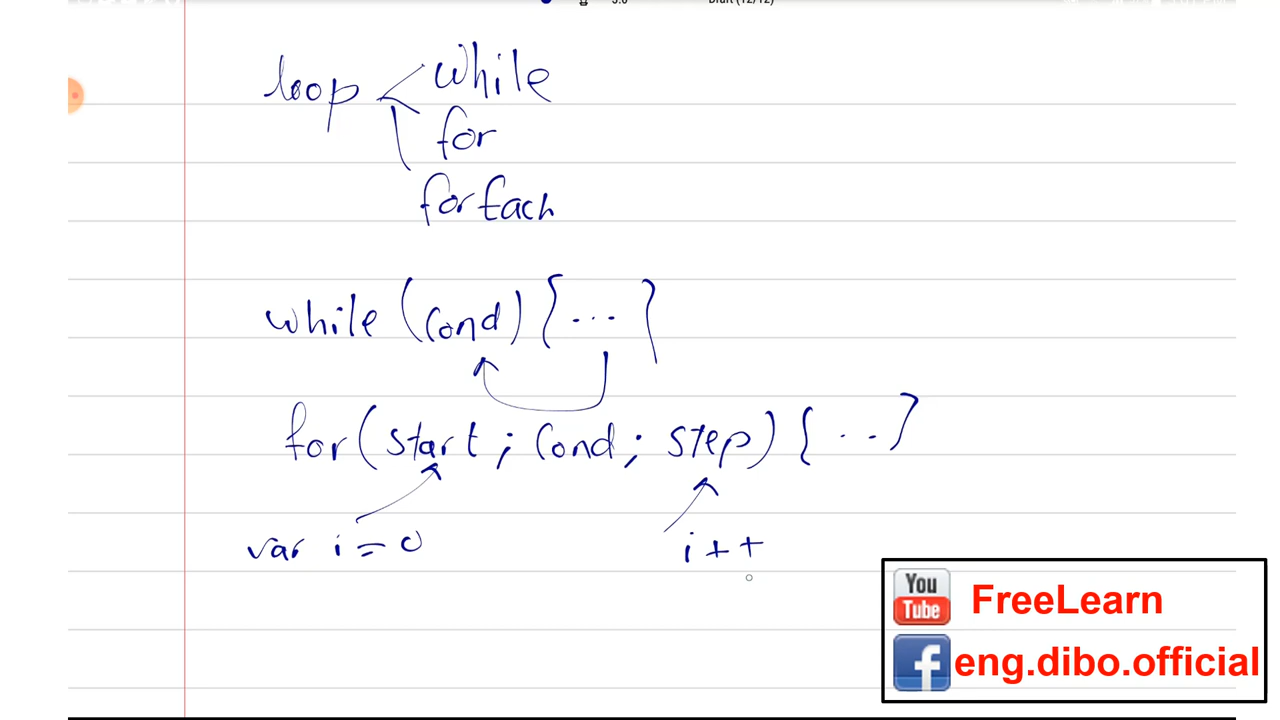 loop < while
for
forEach
while (cond) { ... }
for (start ; cond ; step) { .. }
var i = 0
i + +
You
Tube
FreeLearn
f
eng.dibo.official